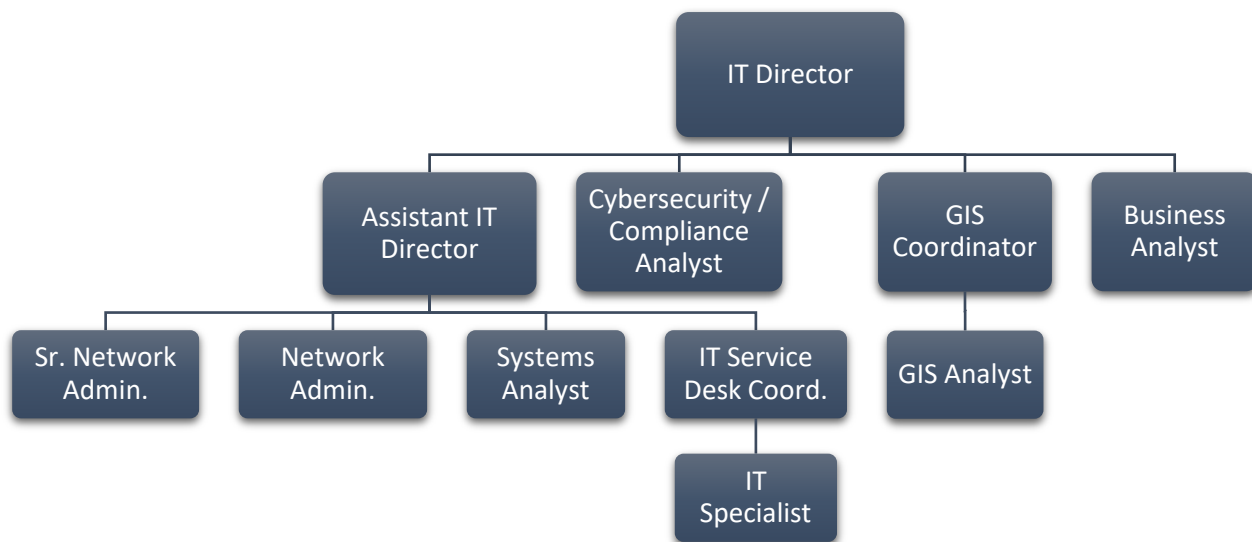 IT Director
Assistant IT
Director
Cybersecurity /
Compliance
Analyst
GIS
Coordinator
Business
Analyst
Sr. Network
Admin.
Network
Admin.
Systems
Analyst
IT Service
Desk Coord.
GIS Analyst
IT
Specialist